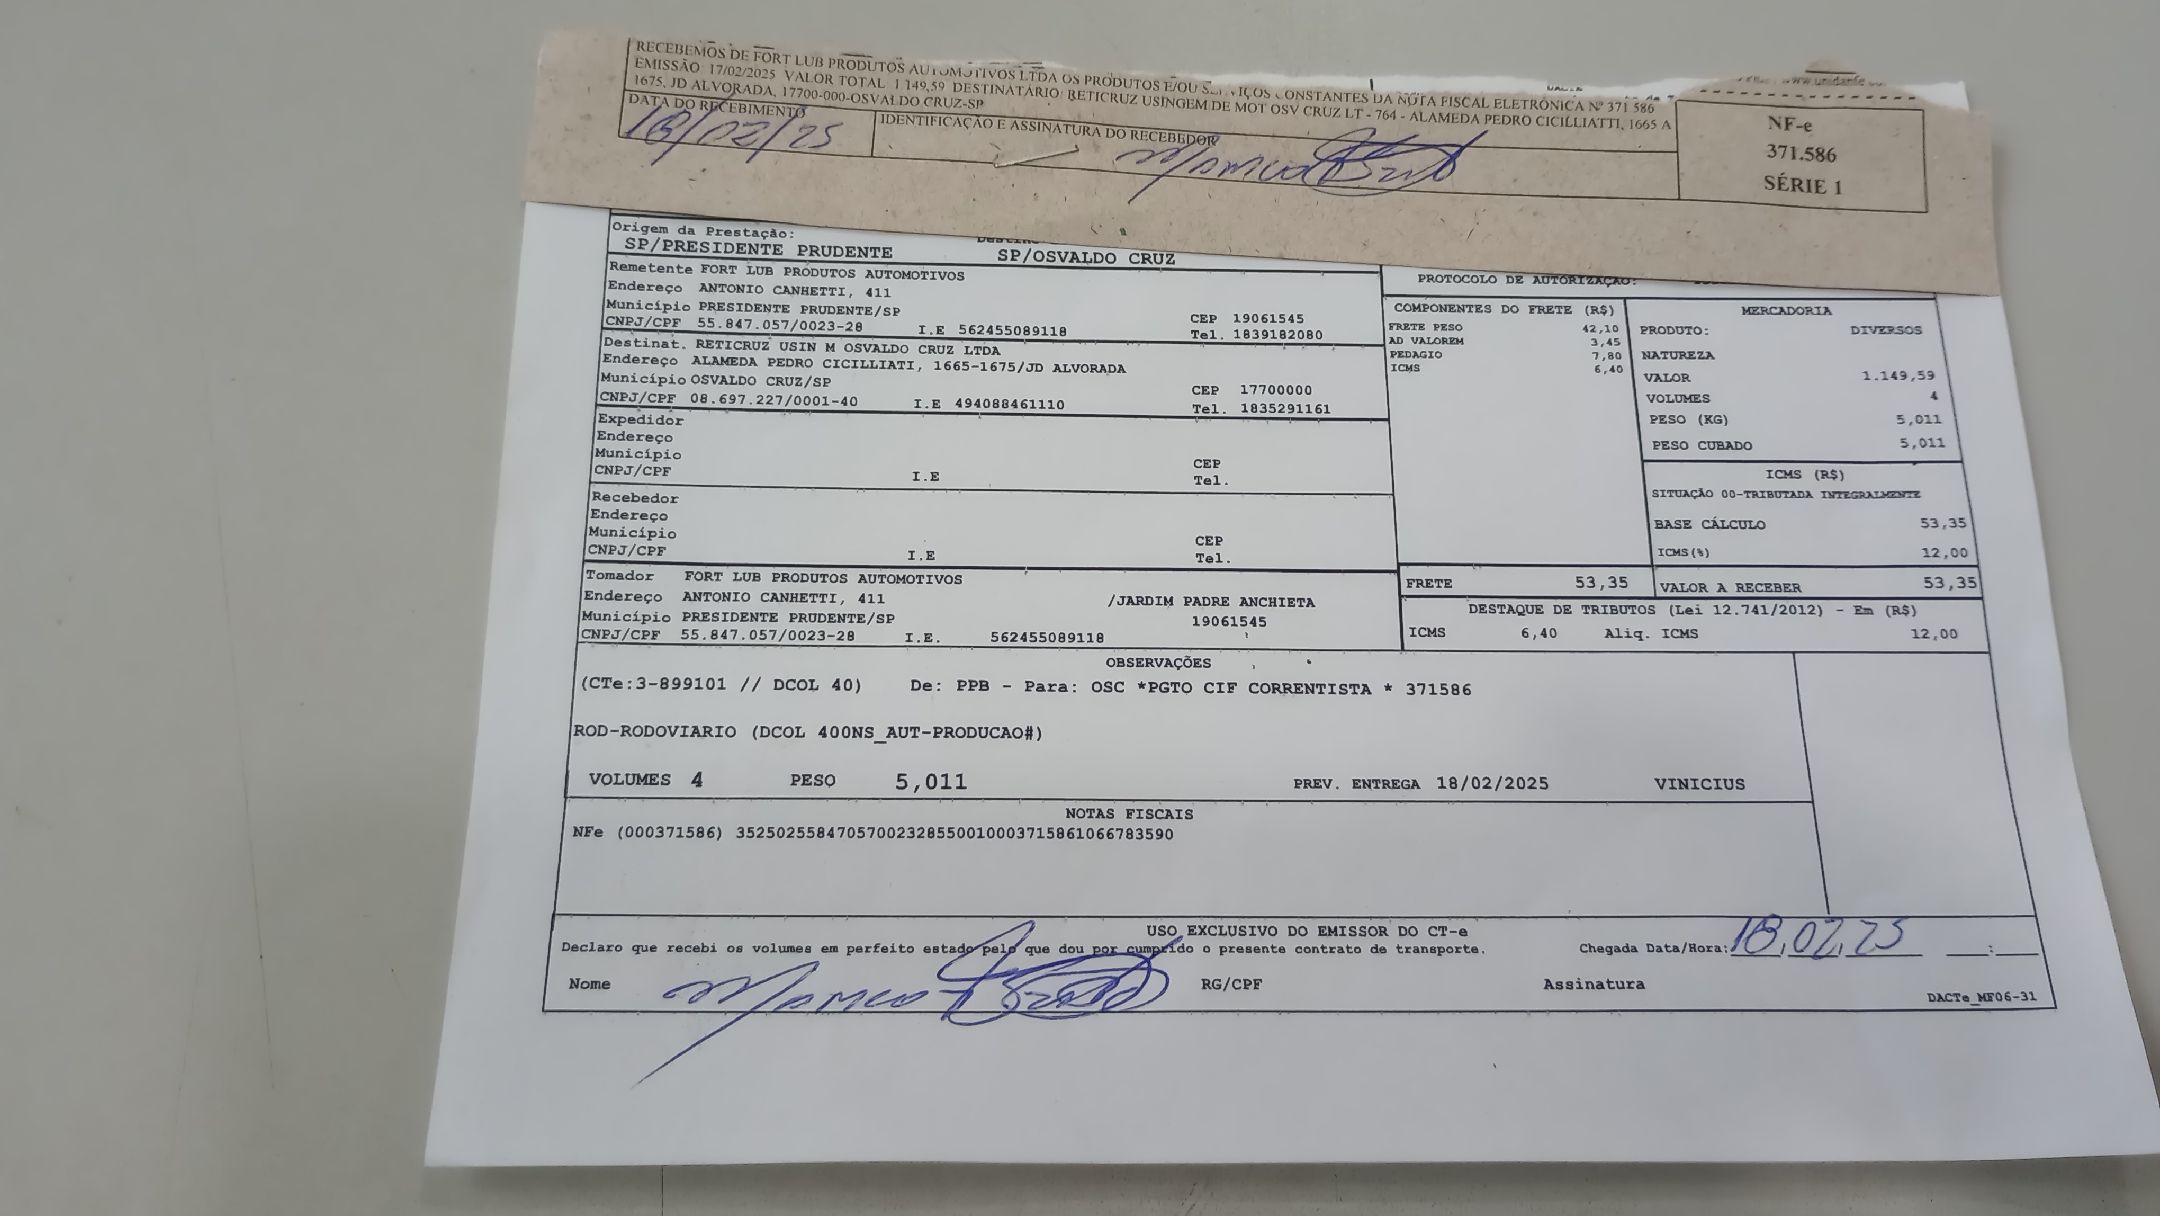 RECEBEMOS DE FORT LUB PRODUTOS AUTOMOTIVOS LTDA OS PRODUTOS E/OU SERVIÇOS CONSTANTES DA NOTA FISCAL ELETRÔNICA Nº 371 586
EMISSÃO 17/02/2025 VALOR TOTAL 1 149,59 DESTINATÁRIO: RETICRUZ USINGEM DE MOT OSV CRUZ LT - 764 - ALAMEDA PEDRO CICILLIATTI, 1665 A
1675, JD ALVORADA, 17700-000-OSVALDO CRUZ-SP
DATA DO RECEBIMENTO
18/02/25
IDENTIFICAÇÃO E ASSINATURA DO RECEBEDOR
NF-e
371.586
SÉRIE 1
Origem da Prestação:
SP/PRESIDENTE PRUDENTE SP/OSVALDO CRUZ
Remetente FORT LUB PRODUTOS AUTOMOTIVOS
Endereço ANTONIO CANHETTI, 411
Município PRESIDENTE PRUDENTE/SP CEP 19061545
CNPJ/CPF 55.847.057/0023-28 I.E 562455089118 Tel. 1839182080
Destinat. RETICRUZ USIN M OSVALDO CRUZ LTDA
Endereço ALAMEDA PEDRO CICILLIATI, 1665-1675/JD ALVORADA
Município OSVALDO CRUZ/SP CEP 17700000
CNPJ/CPF 08.697.227/0001-40 I.E 494088461110 Tel. 1835291161
Expedidor
Endereço
Município CEP
CNPJ/CPF I.E Tel.
Recebedor
Endereço
Município CEP
CNPJ/CPF I.E Tel.
Tomador FORT LUB PRODUTOS AUTOMOTIVOS
Endereço ANTONIO CANHETTI, 411 /JARDIM PADRE ANCHIETA
Município PRESIDENTE PRUDENTE/SP 19061545
CNPJ/CPF 55.847.057/0023-28 I.E. 562455089118
PROTOCOLO DE AUTORIZAÇÃO:
COMPONENTES DO FRETE (R$)
FRETE PESO 42,10
AD VALOREM 3,45
PEDAGIO 7,80
ICMS 6,40
MERCADORIA
PRODUTO: DIVERSOS
NATUREZA
VALOR 1.149,59
VOLUMES 4
PESO (KG) 5,011
PESO CUBADO 5,011
ICMS (R$)
SITUAÇÃO 00-TRIBUTADA INTEGRALMENTE
BASE CÁLCULO 53,35
ICMS(%) 12,00
FRETE 53,35 VALOR A RECEBER 53,35
DESTAQUE DE TRIBUTOS (Lei 12.741/2012) - Em (R$)
ICMS 6,40 Aliq. ICMS 12,00
OBSERVAÇÕES
(CTe:3-899101 // DCOL 40) De: PPB - Para: OSC *PGTO CIF CORRENTISTA * 371586
ROD-RODOVIARIO (DCOL 400NS_AUT-PRODUCAO#)
VOLUMES 4 PESO 5,011 PREV. ENTREGA 18/02/2025 VINICIUS
NOTAS FISCAIS
NFe (000371586) 35250255847057002328550010003715861066783590
USO EXCLUSIVO DO EMISSOR DO CT-e
Declaro que recebi os volumes em perfeito estado pelo que dou por cumprido o presente contrato de transporte. Chegada Data/Hora: 18,02,25 __:__
Nome RG/CPF Assinatura
DACTe_MF06-31